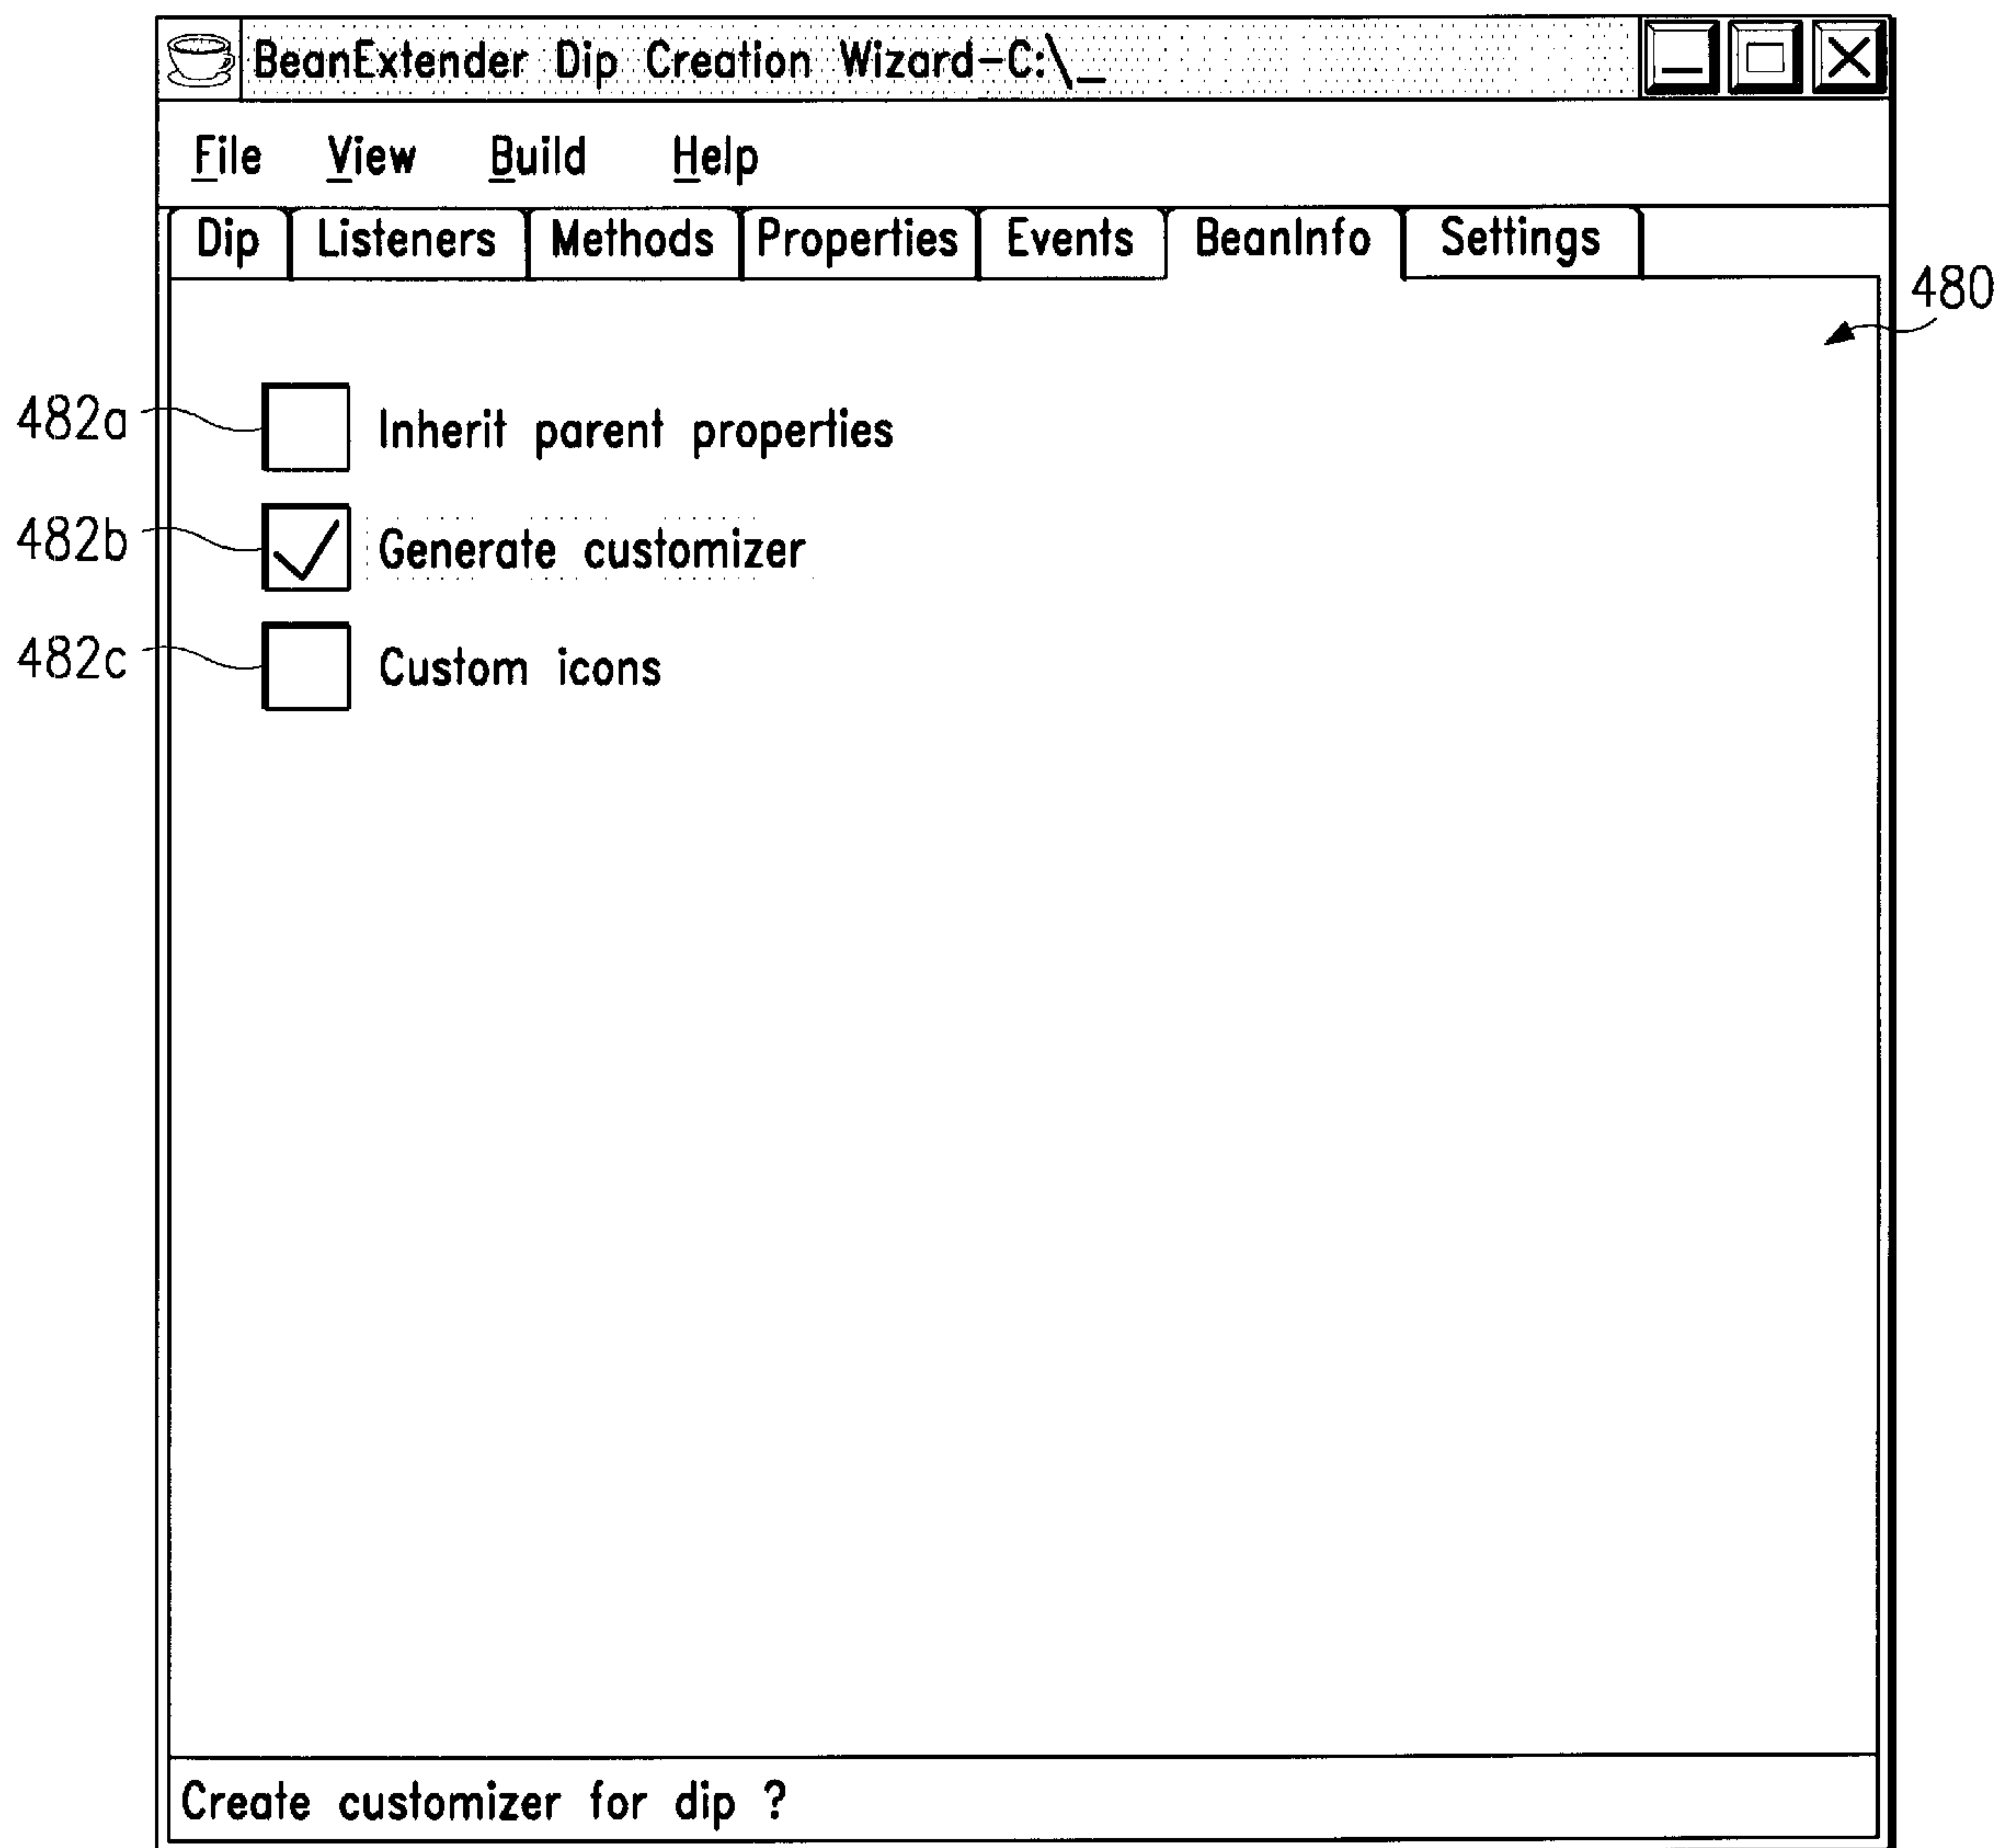 BeanExtender Dip Creation Wizard-C:\_
File View Build Help
Dip Listeners Methods Properties Events BeanInfo Settings
480
482a Inherit parent properties
482b Generate customizer
482c Custom icons
Create customizer for dip ?